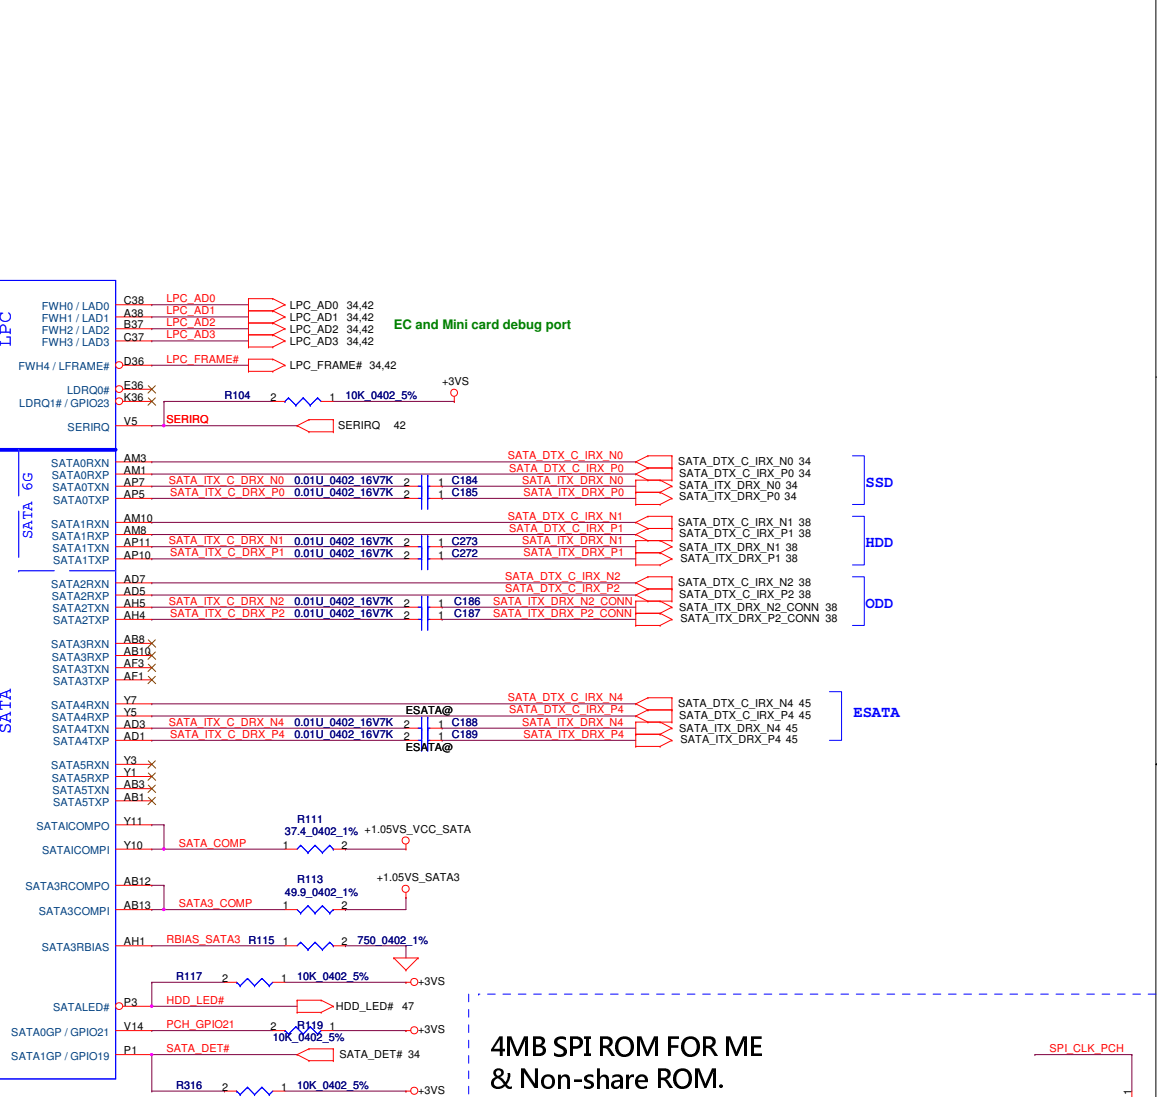 LPC
FWH0 / LAD0 C38 LPC_AD0 LPC_AD0 34,42
FWH1 / LAD1 A38 LPC_AD1 LPC_AD1 34,42
FWH2 / LAD2 B37 LPC_AD2 LPC_AD2 34,42
FWH3 / LAD3 C37 LPC_AD3 LPC_AD3 34,42
EC and Mini card debug port
FWH4 / LFRAME# D36 LPC_FRAME# LPC_FRAME# 34,42
LDRQ0# E36
+3VS
LDRQ1# / GPIO23 K36 R104 2 1 10K_0402_5%
SERIRQ V5 SERIRQ SERIRQ 42
SATA 6G
SATA0RXN AM3 SATA_DTX_C_IRX_N0 SATA_DTX_C_IRX_N0 34
SATA0RXP AM1 SATA_DTX_C_IRX_P0 SATA_DTX_C_IRX_P0 34
SATA0TXN AP7 SATA_ITX_C_DRX_N0 0.01U_0402_16V7K 2 1 C184 SATA_ITX_DRX_N0 SATA_ITX_DRX_N0 34
SATA0TXP AP5 SATA_ITX_C_DRX_P0 0.01U_0402_16V7K 2 1 C185 SATA_ITX_DRX_P0 SATA_ITX_DRX_P0 34
SSD
SATA1RXN AM10 SATA_DTX_C_IRX_N1 SATA_DTX_C_IRX_N1 38
SATA1RXP AM8 SATA_DTX_C_IRX_P1 SATA_DTX_C_IRX_P1 38
SATA1TXN AP11 SATA_ITX_C_DRX_N1 0.01U_0402_16V7K 2 1 C273 SATA_ITX_DRX_N1 SATA_ITX_DRX_N1 38
SATA1TXP AP10 SATA_ITX_C_DRX_P1 0.01U_0402_16V7K 2 1 C272 SATA_ITX_DRX_P1 SATA_ITX_DRX_P1 38
HDD
SATA2RXN AD7 SATA_DTX_C_IRX_N2 SATA_DTX_C_IRX_N2 38
SATA2RXP AD5 SATA_DTX_C_IRX_P2 SATA_DTX_C_IRX_P2 38
SATA2TXN AH5 SATA_ITX_C_DRX_N2 0.01U_0402_16V7K 2 1 C186 SATA_ITX_DRX_N2_CONN SATA_ITX_DRX_N2_CONN 38
SATA2TXP AH4 SATA_ITX_C_DRX_P2 0.01U_0402_16V7K 2 1 C187 SATA_ITX_DRX_P2_CONN SATA_ITX_DRX_P2_CONN 38
ODD
SATA3RXN AB8
SATA3RXP AB10
SATA3TXN AF3
SATA3TXP AF1
SATA
SATA4RXN Y7 SATA_DTX_C_IRX_N4 SATA_DTX_C_IRX_N4 45
SATA4RXP Y5 ESATA@ SATA_DTX_C_IRX_P4 SATA_DTX_C_IRX_P4 45
SATA4TXN AD3 SATA_ITX_C_DRX_N4 0.01U_0402_16V7K 2 1 C188 SATA_ITX_DRX_N4 SATA_ITX_DRX_N4 45
SATA4TXP AD1 SATA_ITX_C_DRX_P4 0.01U_0402_16V7K 2 1 C189 SATA_ITX_DRX_P4 SATA_ITX_DRX_P4 45
ESATA@
ESATA
SATA5RXN Y3
SATA5RXP Y1
SATA5TXN AB3
SATA5TXP AB1
SATAICOMPO Y11 R111
37.4_0402_1% +1.05VS_VCC_SATA
SATAICOMPI Y10 SATA_COMP 1 2
SATA3RCOMPO AB12 R113 +1.05VS_SATA3
49.9_0402_1%
SATA3COMPI AB13 SATA3_COMP 1 2
SATA3RBIAS AH1 RBIAS_SATA3 R115 1 2 750_0402_1%
R117 2 1 10K_0402_5% +3VS
SATALED# P3 HDD_LED# HDD_LED# 47
SATA0GP / GPIO21 V14 PCH_GPIO21 2 R119 1 +3VS
10K_0402_5%
SATA1GP / GPIO19 P1 SATA_DET# SATA_DET# 34
R316 2 1 10K_0402_5% +3VS
4MB SPI ROM FOR ME
& Non-share ROM.
SPI_CLK_PCH
1